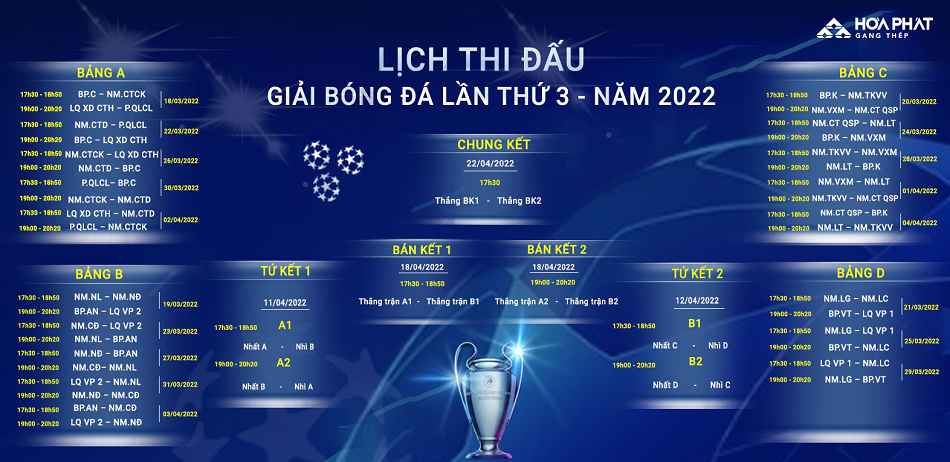 HOA PHAT
GANG THÉP
LỊCH THI ĐẤU
GIẢI BÓNG ĐÁ LẦN THỨ 3 - NĂM 2022
BẢNG A
17h30 - 18h50 BP.C – NM.CTCK
19h00 - 20h20 LQ XD CTH – P.QLCL
18/03/2022
17h30 - 18h50 NM.CTD – P.QLCL
19h00 - 20h20 BP.C – LQ XD CTH
22/03/2022
17h30 - 18h50 NM.CTCK – LQ XD CTH
19h00 - 20h20 NM.CTD – BP.C
26/03/2022
17h30 - 18h50 P.QLCL– BP.C
19h00 - 20h20 NM.CTCK – NM.CTD
30/03/2022
17h30 - 18h50 LQ XD CTH – NM.CTD
19h00 - 20h20 P.QLCL – NM.CTCK
02/04/2022
CHUNG KẾT
22/04/2022
17h30
Thắng BK1 - Thắng BK2
BẢNG C
17h30 - 18h50 BP.K – NM.TKVV
19h00 - 20h20 NM.VXM – NM.CT QSP
20/03/2022
17h30 - 18h50 NM.CT QSP – NM.LT
19h00 - 20h20 BP.K – NM.VXM
24/03/2022
17h30 - 18h50 NM.TKVV – NM.VXM
19h00 - 20h20 NM.LT – BP.K
28/03/2022
17h30 - 18h50 NM.VXM – NM.LT
19h00 - 20h20 NM.TKVV – NM.CT QSP
01/04/2022
17h30 - 18h50 NM.CT QSP – BP.K
19h00 - 20h20 NM.LT – NM.TKVV
04/04/2022
BẢNG B
17h30 - 18h50 NM.NL – NM.NĐ
19h00 - 20h20 BP.AN – LQ VP 2
19/03/2022
17h30 - 18h50 NM.CĐ – LQ VP 2
19h00 - 20h20 NM.NL – BP.AN
23/03/2022
17h30 - 18h50 NM.NĐ – BP.AN
19h00 - 20h20 NM.CĐ– NM.NL
27/03/2022
17h30 - 18h50 LQ VP 2 – NM.NL
19h00 - 20h20 NM.NĐ – NM.CĐ
31/03/2022
17h30 - 18h50 BP.AN – NM.CĐ
19h00 - 20h20 LQ VP 2 – NM.NĐ
03/04/2022
TỨ KẾT 1
11/04/2022
17h30 - 18h50 A1
Nhất A - Nhì B
19h00 - 20h20 A2
Nhất B - Nhì A
BÁN KẾT 1
18/04/2022
17h30 - 18h50
Thắng trận A1 - Thắng trận B1
BÁN KẾT 2
18/04/2022
19h00 - 20h20
Thắng trận A2 - Thắng trận B2
TỨ KẾT 2
12/04/2022
17h30 - 18h50 B1
Nhất C - Nhì D
19h00 - 20h20 B2
Nhất D - Nhì C
BẢNG D
17h30 - 18h50 NM.LG – NM.LC
19h00 - 20h20 BP.VT – LQ VP 1
21/03/2022
17h30 - 18h50 NM.LG – LQ VP 1
19h00 - 20h20 BP.VT – NM.LC
25/03/2022
17h30 - 18h50 LQ VP 1 – NM.LC
19h00 - 20h20 NM.LG – BP.VT
29/03/2022